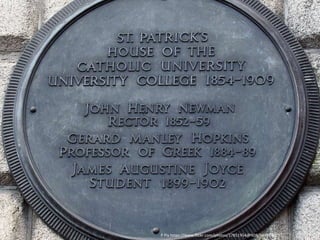 ST. PATRICK'S
HOUSE OF THE
CATHOLIC UNIVERSITY
UNIVERSITY COLLEGE 1854-1909
JOHN HENRY NEWMAN
RECTOR 1852-59
GERARD MANLEY HOPKINS
PROFESSOR OF GREEK 1884-89
JAMES AUGUSTINE JOYCE
STUDENT 1899-1902